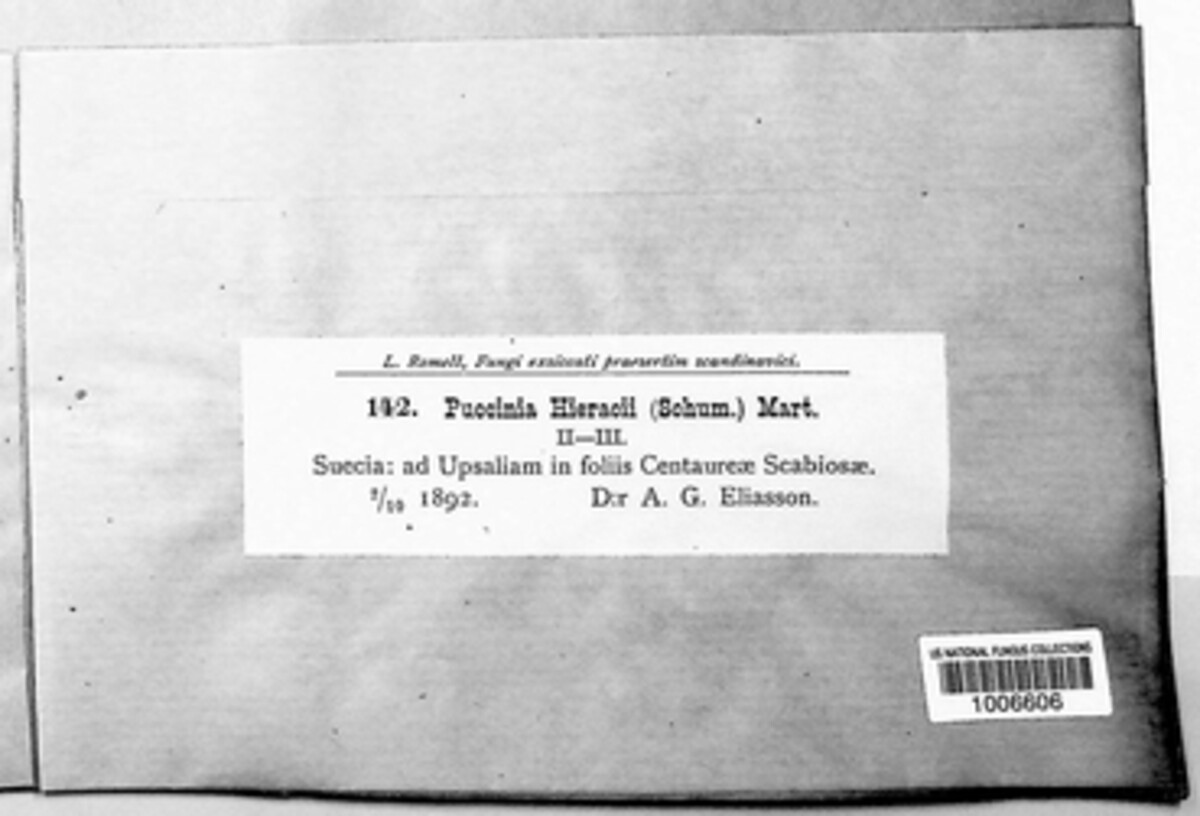 L. Romell, Fungi exsiccati praesertim scandinavici.
142. Puccinia Hieracii (Schum.) Mart.
II—III.
Suecia: ad Upsaliam in foliis Centaureæ Scabiosæ.
2/10 1892. D:r A. G. Eliasson.
US NATIONAL FUNGUS COLLECTIONS
1006606